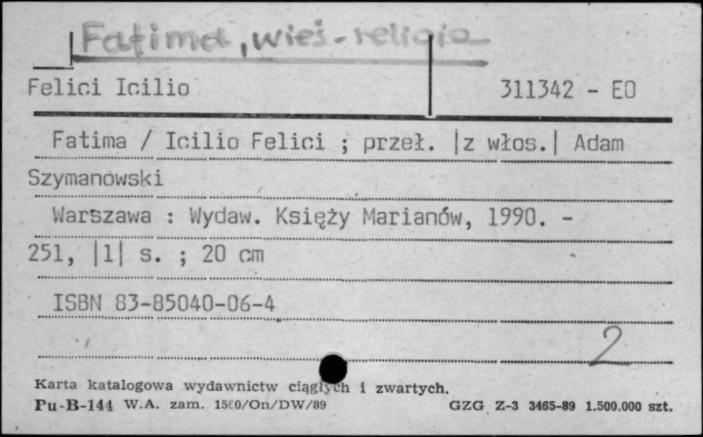 Fatima, wieś - religia
Felici Icilio 311342 - EO
Fatima / Icilio Felici ; przeł. |z włos.| Adam
Szymanowski
Warszawa : Wydaw. Księży Marianów, 1990. -
251, |1| s. ; 20 cm
ISBN 83-85040-06-4
2
Karta katalogowa wydawnictw ciągłych i zwartych.
Pu-B-144 W.A. zam. /On/DW/89 GZG Z-3 3465-89 1.500.000 szt.